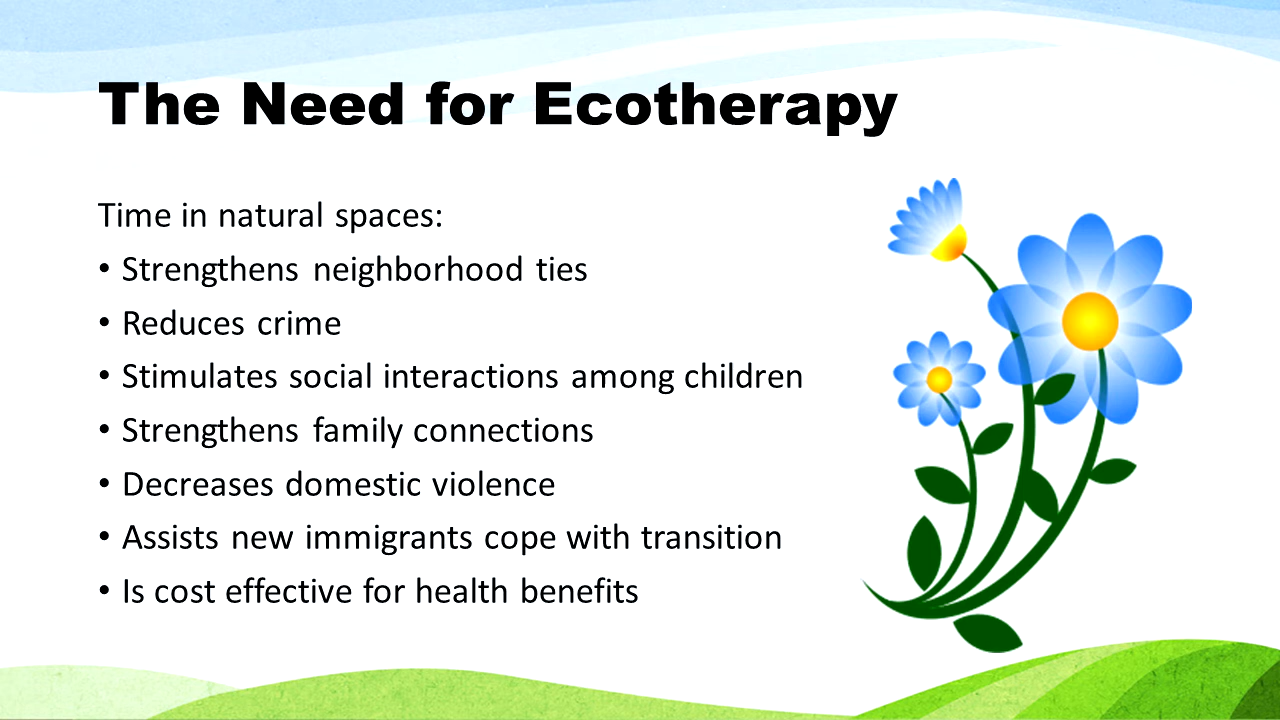 The Need for Ecotherapy
Time in natural spaces:
• Strengthens neighborhood ties
• Reduces crime
• Stimulates social interactions among children
• Strengthens family connections
• Decreases domestic violence
• Assists new immigrants cope with transition
• Is cost effective for health benefits